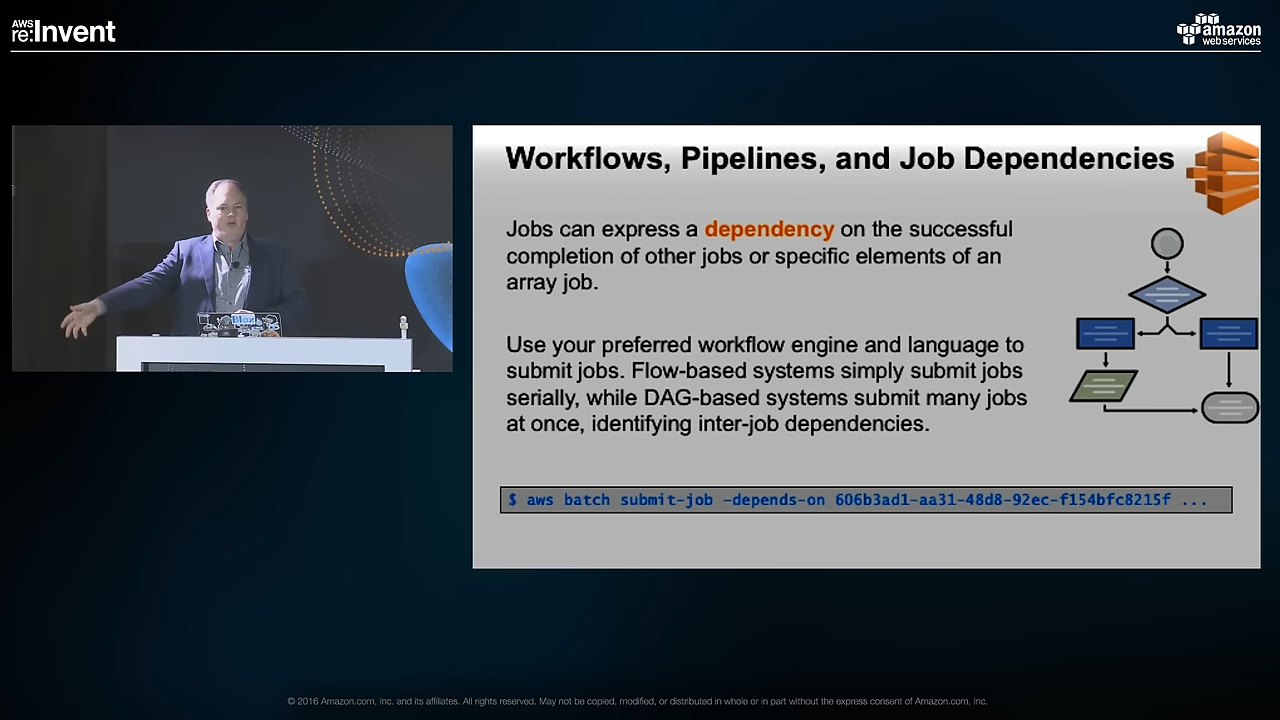 AWS
re:Invent
amazon
web services
Workflows, Pipelines, and Job Dependencies
Jobs can express a dependency on the successful
completion of other jobs or specific elements of an
array job.
Use your preferred workflow engine and language to
submit jobs. Flow-based systems simply submit jobs
serially, while DAG-based systems submit many jobs
at once, identifying inter-job dependencies.
$ aws batch submit-job –depends-on 606b3ad1-aa31-48d8-92ec-f154bfc8215f ...
Blox
© 2016 Amazon.com, Inc. and its affiliates. All rights reserved. May not be copied, modified, or distributed in whole or in part without the express consent of Amazon.com, Inc.